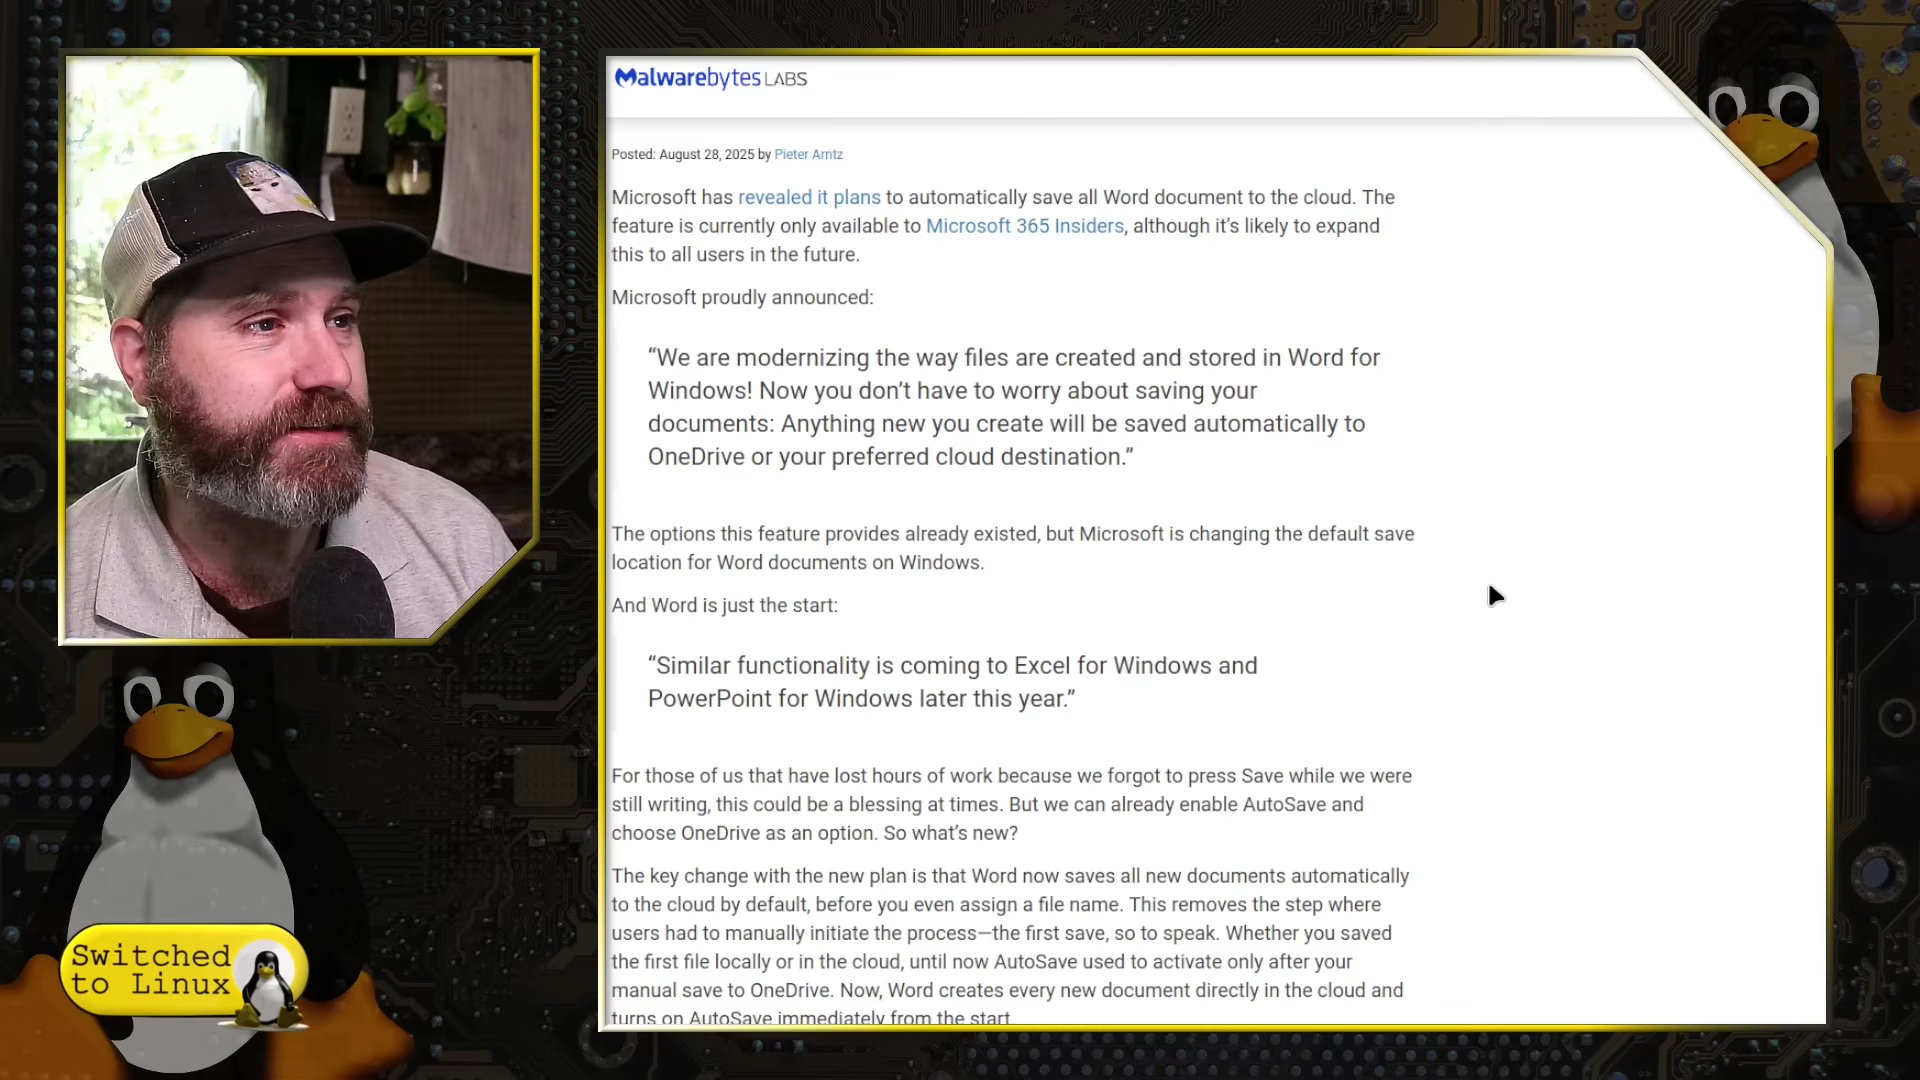 Malwarebytes LABS
Posted: August 28, 2025 by Pieter Arntz
Microsoft has revealed it plans to automatically save all Word document to the cloud. The
feature is currently only available to Microsoft 365 Insiders, although it’s likely to expand
this to all users in the future.
Microsoft proudly announced:
“We are modernizing the way files are created and stored in Word for
Windows! Now you don’t have to worry about saving your
documents: Anything new you create will be saved automatically to
OneDrive or your preferred cloud destination.”
The options this feature provides already existed, but Microsoft is changing the default save
location for Word documents on Windows.
And Word is just the start:
“Similar functionality is coming to Excel for Windows and
PowerPoint for Windows later this year.”
For those of us that have lost hours of work because we forgot to press Save while we were
still writing, this could be a blessing at times. But we can already enable AutoSave and
choose OneDrive as an option. So what’s new?
The key change with the new plan is that Word now saves all new documents automatically
to the cloud by default, before you even assign a file name. This removes the step where
users had to manually initiate the process—the first save, so to speak. Whether you saved
the first file locally or in the cloud, until now AutoSave used to activate only after your
manual save to OneDrive. Now, Word creates every new document directly in the cloud and
turns on AutoSave immediately from the start.
Switched
to Linux